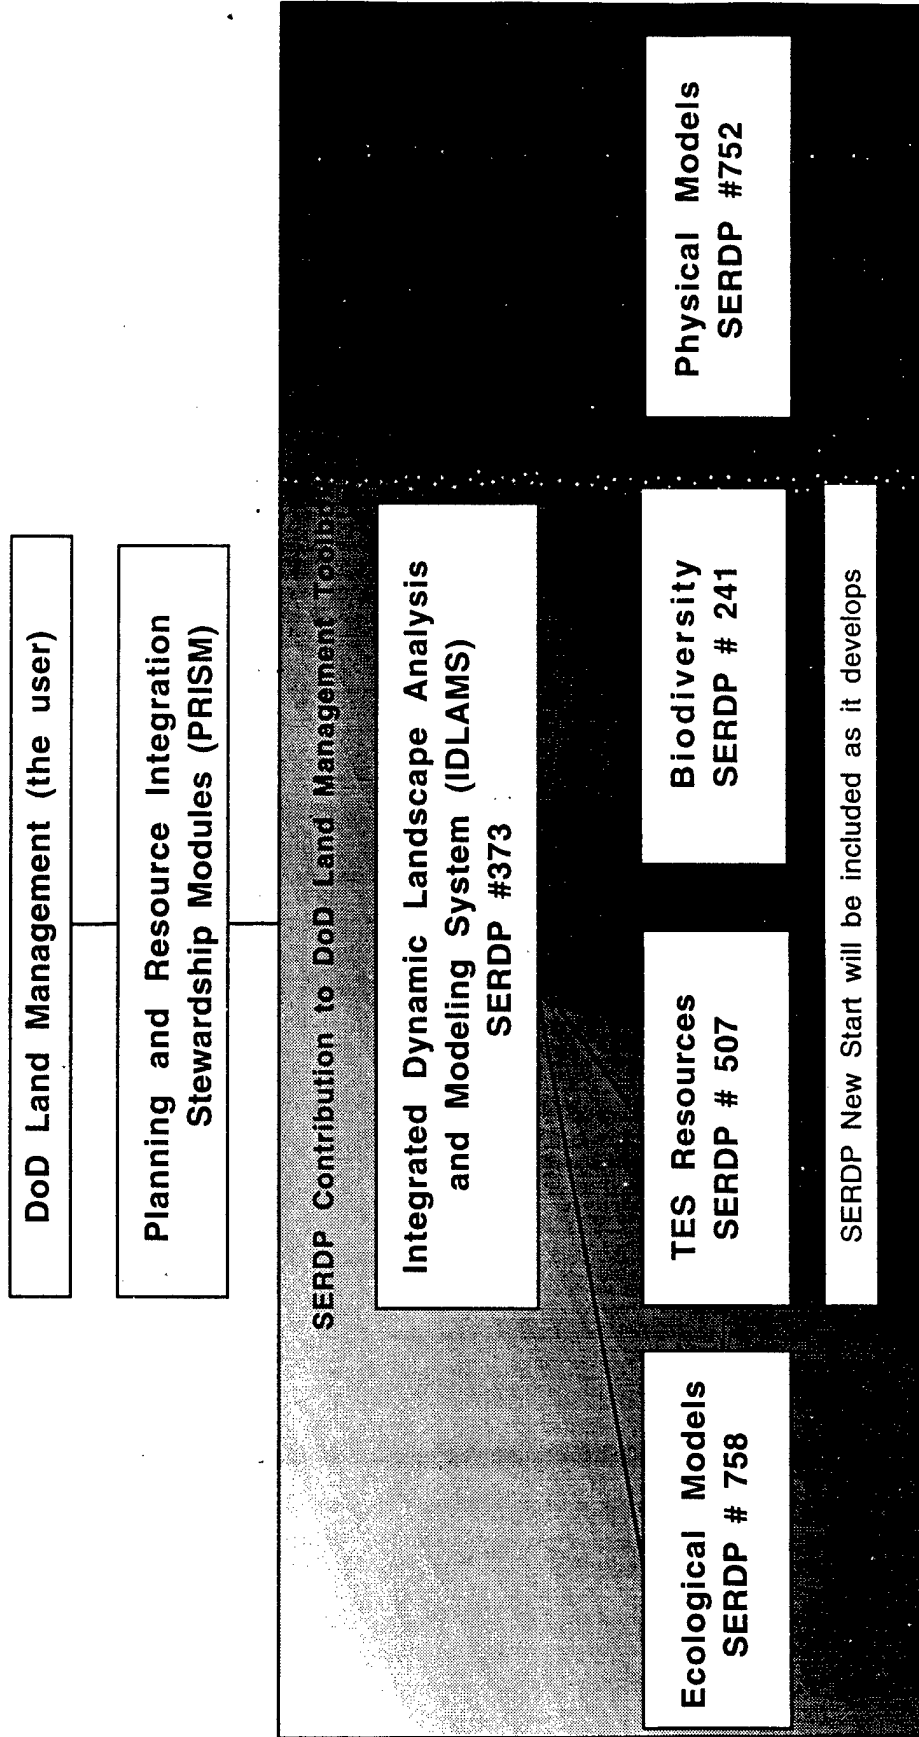 DoD Land Management (the user)
Planning and Resource Integration
Stewardship Modules (PRISM)
SERDP Contribution to DoD Land Management
Integrated Dynamic Landscape Analysis
and Modeling System (IDLAMS)
SERDP #373
Ecological Models
SERDP # 758
TES Resources
SERDP # 507
Biodiversity
SERDP # 241
Physical Models
SERDP #752
SERDP New Start will be included as it develops